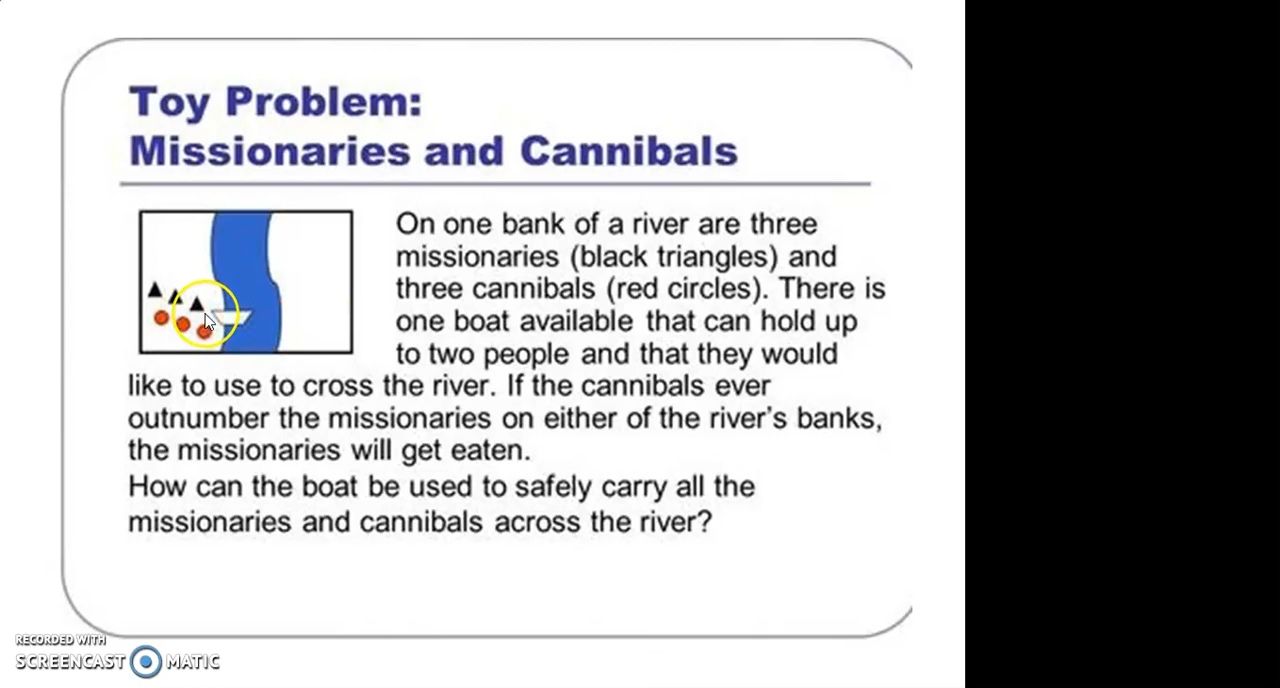 Toy Problem:
Missionaries and Cannibals
On one bank of a river are three
missionaries (black triangles) and
three cannibals (red circles). There is
one boat available that can hold up
to two people and that they would
like to use to cross the river. If the cannibals ever
outnumber the missionaries on either of the river's banks,
the missionaries will get eaten.
How can the boat be used to safely carry all the
missionaries and cannibals across the river?
RECORDED WITH
SCREENCAST MATIC